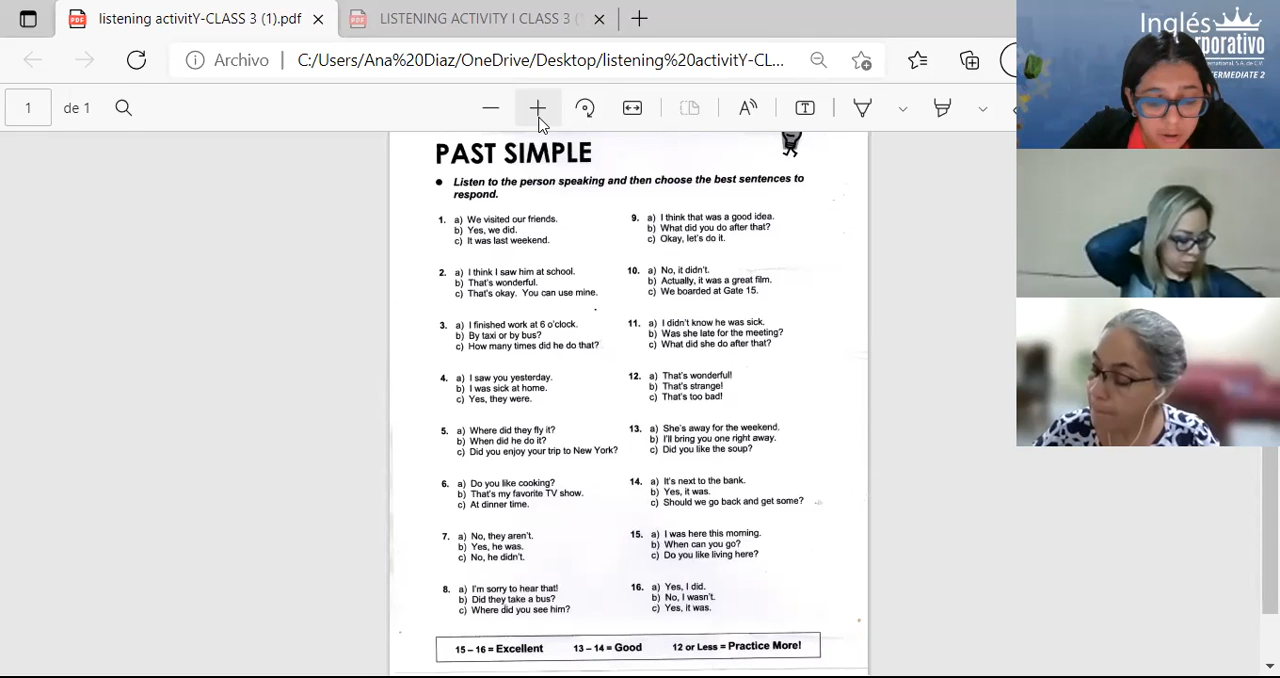 listening activitY-CLASS 3 (1).pdf
LISTENING ACTIVITY I CLASS 3 (
Archivo
C:/Users/Ana%20Diaz/OneDrive/Desktop/listening%20activitY-CL...
1
de 1
Inglés
rporativo
International, S.A. de C.V.
TERMEDIATE 2
PAST SIMPLE
● Listen to the person speaking and then choose the best sentences to
respond.
1. a) We visited our friends.
b) Yes, we did.
c) It was last weekend.
2. a) I think I saw him at school.
b) That's wonderful.
c) That's okay. You can use mine.
3. a) I finished work at 6 o'clock.
b) By taxi or by bus?
c) How many times did he do that?
4. a) I saw you yesterday.
b) I was sick at home.
c) Yes, they were.
5. a) Where did they fly it?
b) When did he do it?
c) Did you enjoy your trip to New York?
6. a) Do you like cooking?
b) That's my favorite TV show.
c) At dinner time.
7. a) No, they aren't.
b) Yes, he was.
c) No, he didn't.
8. a) I'm sorry to hear that!
b) Did they take a bus?
c) Where did you see him?
9. a) I think that was a good idea.
b) What did you do after that?
c) Okay, let's do it.
10. a) No, it didn't.
b) Actually, it was a great film.
c) We boarded at Gate 15.
11. a) I didn't know he was sick.
b) Was she late for the meeting?
c) What did she do after that?
12. a) That's wonderful!
b) That's strange!
c) That's too bad!
13. a) She's away for the weekend.
b) I'll bring you one right away.
c) Did you like the soup?
14. a) It's next to the bank.
b) Yes, it was.
c) Should we go back and get some?
15. a) I was here this morning.
b) When can you go?
c) Do you like living here?
16. a) Yes, I did.
b) No, I wasn't.
c) Yes, it was.
15 – 16 = Excellent 13 – 14 = Good 12 or Less = Practice More!